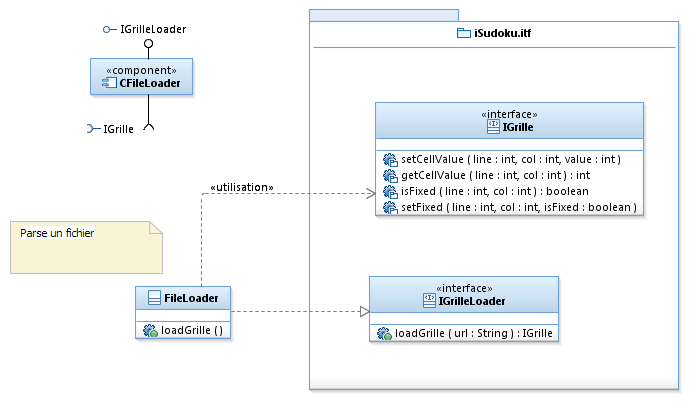 IGrilleLoader
«component»
CFileLoader
IGrille
iSudoku.itf
«interface»
IGrille
setCellValue ( line : int, col : int, value : int )
getCellValue ( line : int, col : int ) : int
isFixed ( line : int, col : int ) : boolean
setFixed ( line : int, col : int, isFixed : boolean )
«utilisation»
Parse un fichier
FileLoader
loadGrille ( )
«interface»
IGrilleLoader
loadGrille ( url : String ) : IGrille